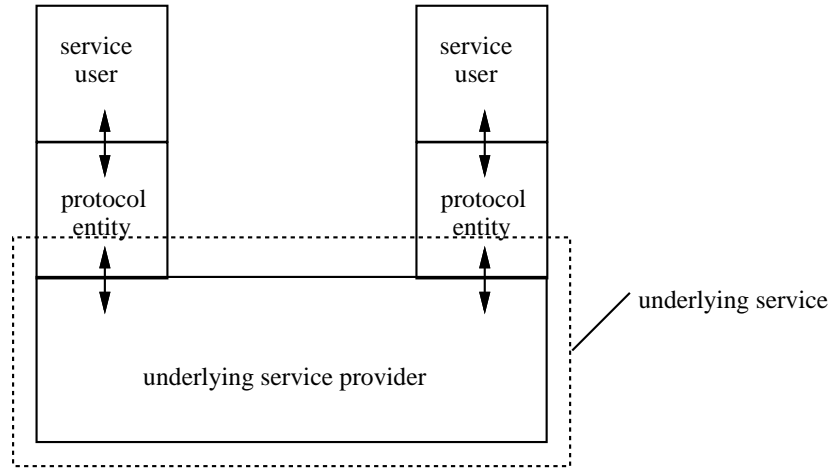 service
user
service
user
protocol
entity
protocol
entity
underlying service
underlying service provider